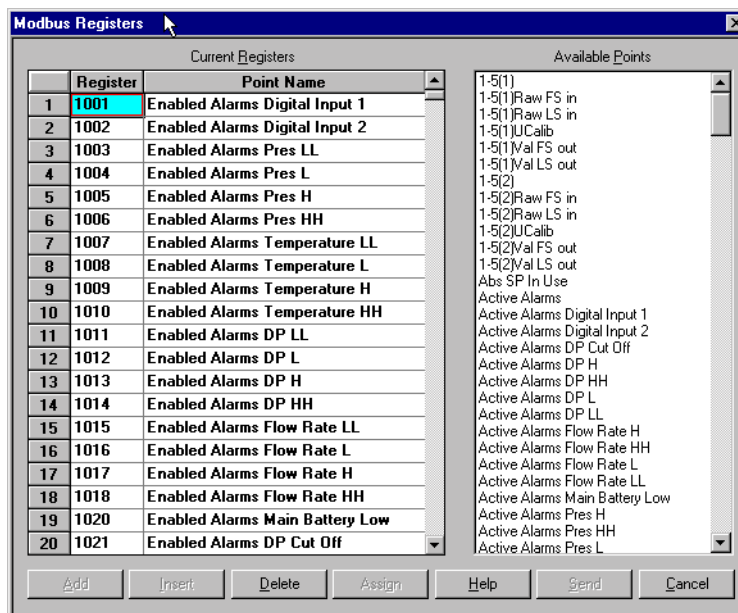 Modbus Registers
Current Registers
Register Point Name
1 1001 Enabled Alarms Digital Input 1
2 1002 Enabled Alarms Digital Input 2
3 1003 Enabled Alarms Pres LL
4 1004 Enabled Alarms Pres L
5 1005 Enabled Alarms Pres H
6 1006 Enabled Alarms Pres HH
7 1007 Enabled Alarms Temperature LL
8 1008 Enabled Alarms Temperature L
9 1009 Enabled Alarms Temperature H
10 1010 Enabled Alarms Temperature HH
11 1011 Enabled Alarms DP LL
12 1012 Enabled Alarms DP L
13 1013 Enabled Alarms DP H
14 1014 Enabled Alarms DP HH
15 1015 Enabled Alarms Flow Rate LL
16 1016 Enabled Alarms Flow Rate L
17 1017 Enabled Alarms Flow Rate H
18 1018 Enabled Alarms Flow Rate HH
19 1020 Enabled Alarms Main Battery Low
20 1021 Enabled Alarms DP Cut Off
Available Points
1-5(1)
1-5(1)Raw FS in
1-5(1)Raw LS in
1-5(1)UCalib
1-5(1)Val FS out
1-5(1)Val LS out
1-5(2)
1-5(2)Raw FS in
1-5(2)Raw LS in
1-5(2)UCalib
1-5(2)Val FS out
1-5(2)Val LS out
Abs SP In Use
Active Alarms
Active Alarms Digital Input 1
Active Alarms Digital Input 2
Active Alarms DP Cut Off
Active Alarms DP H
Active Alarms DP HH
Active Alarms DP L
Active Alarms DP LL
Active Alarms Flow Rate H
Active Alarms Flow Rate HH
Active Alarms Flow Rate L
Active Alarms Flow Rate LL
Active Alarms Main Battery Low
Active Alarms Pres H
Active Alarms Pres HH
Active Alarms Pres L
Add Insert Delete Assign Help Send Cancel